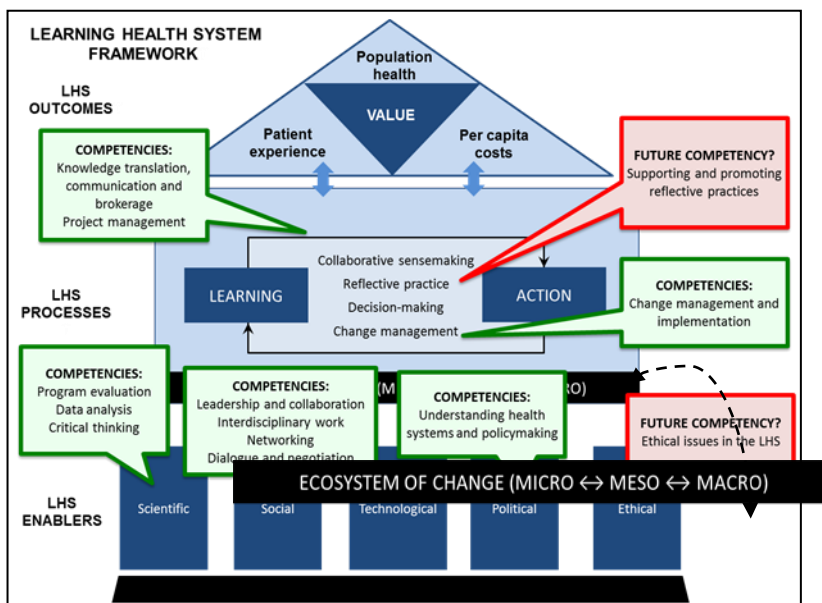 LEARNING HEALTH SYSTEM
FRAMEWORK
LHS
OUTCOMES
Population
health
VALUE
Patient
experience
Per capita
costs
COMPETENCIES:
Knowledge translation,
communication and
brokerage
Project management
FUTURE COMPETENCY?
Supporting and promoting
reflective practices
LHS
PROCESSES
LEARNING
Collaborative sensemaking
Reflective practice
Decision-making
Change management
ACTION
COMPETENCIES:
Change management and
implementation
COMPETENCIES:
Program evaluation
Data analysis
Critical thinking
COMPETENCIES:
Leadership and collaboration
Interdisciplinary work
Networking
Dialogue and negotiation
(M
COMPETENCIES:
Understanding health
systems and policymaking
RO)
FUTURE COMPETENCY?
Ethical issues in the LHS
ECOSYSTEM OF CHANGE (MICRO ↔ MESO ↔ MACRO)
LHS
ENABLERS
Scientific
Social
Technological
Political
Ethical